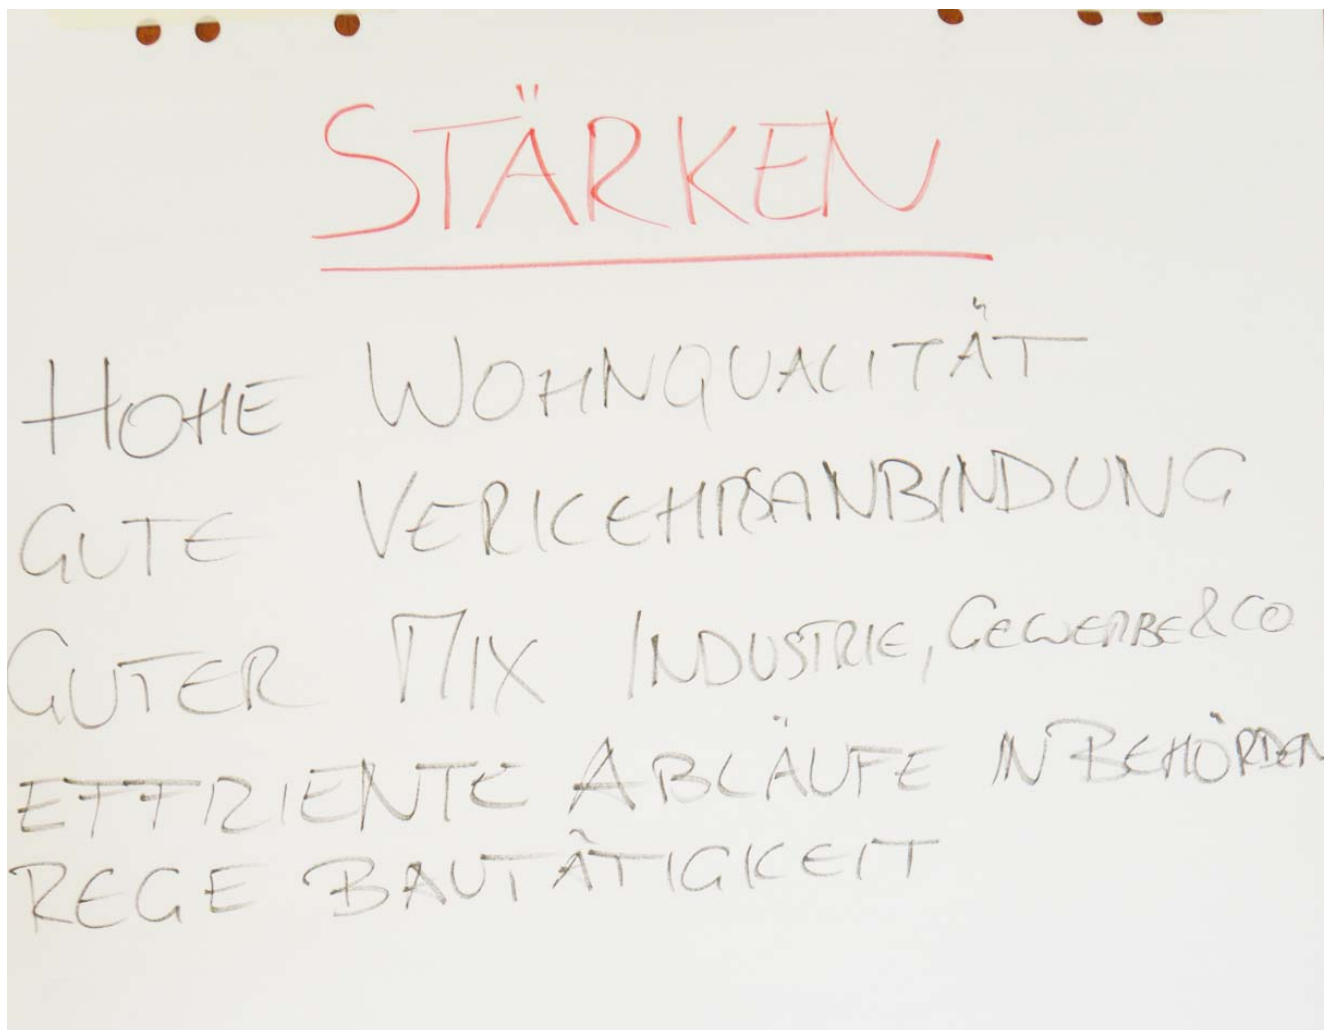 STÄRKEN
HOHE WOHNQUALITÄT
GUTE VERKEHRSANBINDUNG
GUTER MIX INDUSTRIE, GEWERBE & CO
EFFIZIENTE ABLÄUFE IN BEHÖRDEN
REGE BAUTÄTIGKEIT